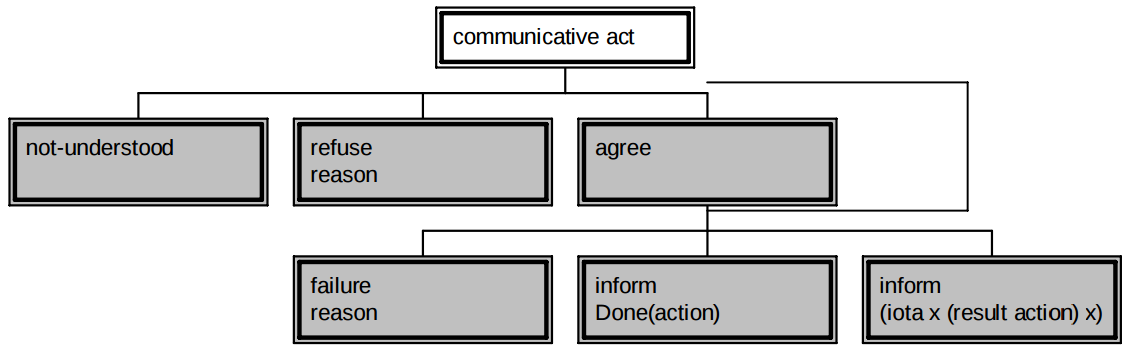 communicative act
not-understood
refuse
reason
agree
failure
reason
inform
Done(action)
inform
(iota x (result action) x)